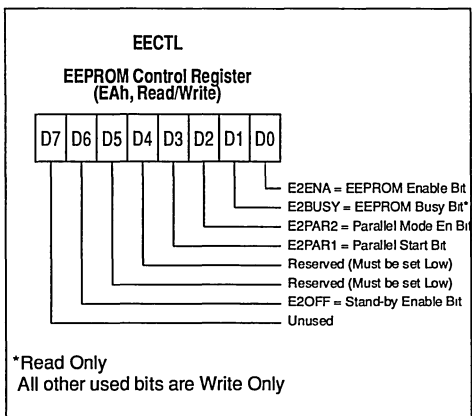 EECTL
EEPROM Control Register
(EAh, Read/Write)
D7 D6 D5 D4 D3 D2 D1 D0
E2ENA = EEPROM Enable Bit
E2BUSY = EEPROM Busy Bit*
E2PAR2 = Parallel Mode En Bit
E2PAR1 = Parallel Start Bit
Reserved (Must be set Low)
Reserved (Must be set Low)
E2OFF = Stand-by Enable Bit
Unused
*Read Only
All other used bits are Write Only